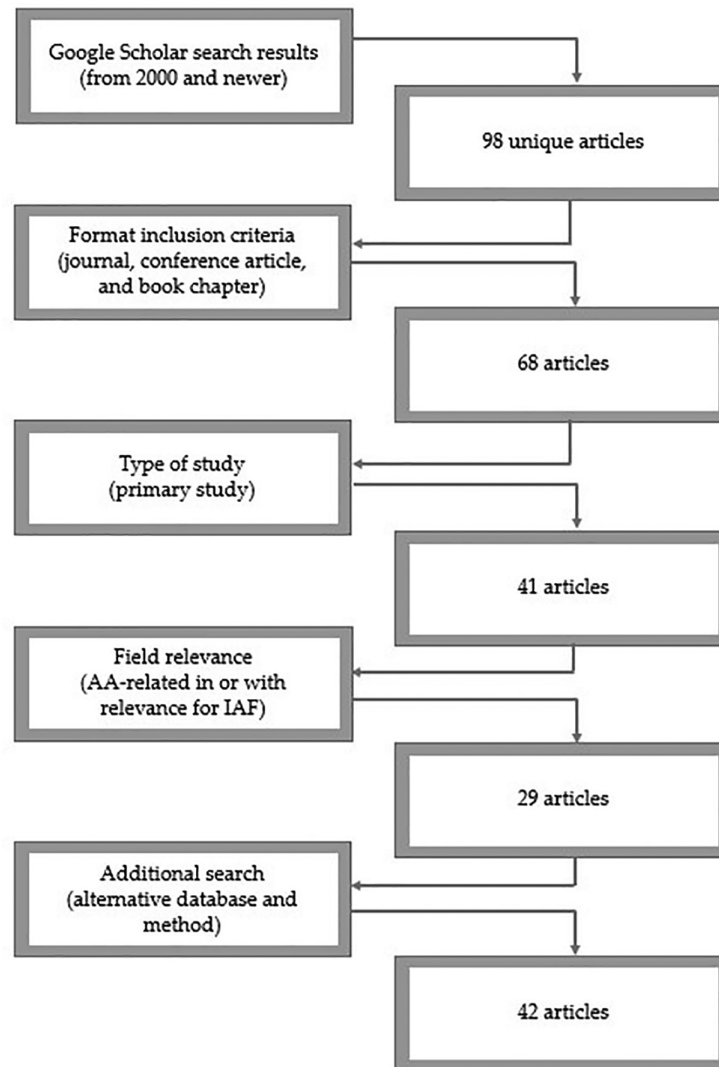 Google Scholar search results
(from 2000 and newer)
98 unique articles
Format inclusion criteria
(journal, conference article,
and book chapter)
68 articles
Type of study
(primary study)
41 articles
Field relevance
(AA-related in or with
relevance for IAF)
29 articles
Additional search
(alternative database and
method)
42 articles